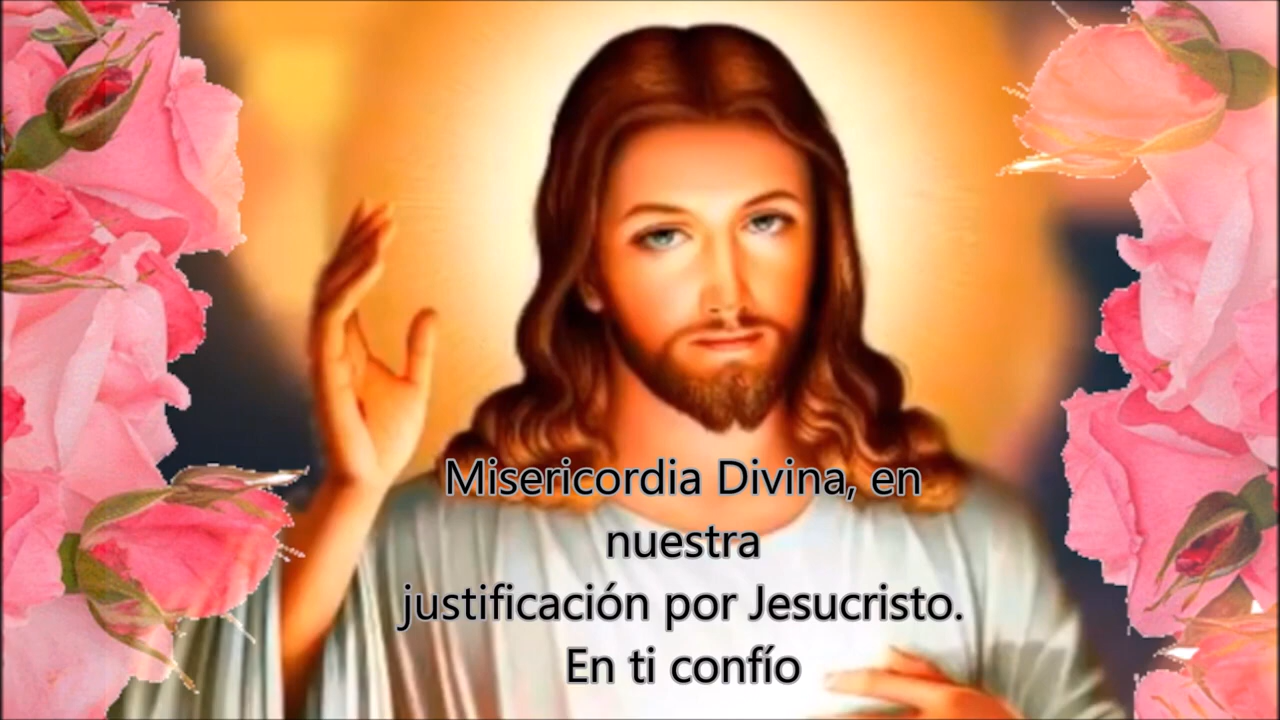 Misericordia Divina, en
nuestra
justificación por Jesucristo.
En ti confío